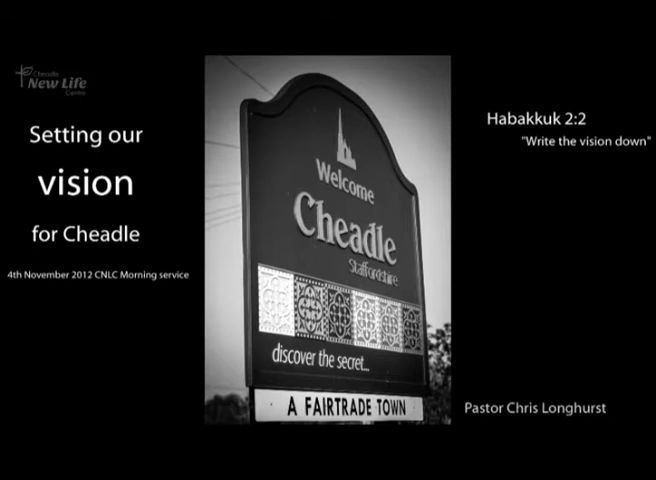 Cheadle
New Life
Centre
Setting our
vision
for Cheadle
4th November 2012 CNLC Morning service
Welcome
Cheadle
Staffordshire
discover the secret...
A FAIRTRADE TOWN
Habakkuk 2:2
"Write the vision down"
Pastor Chris Longhurst